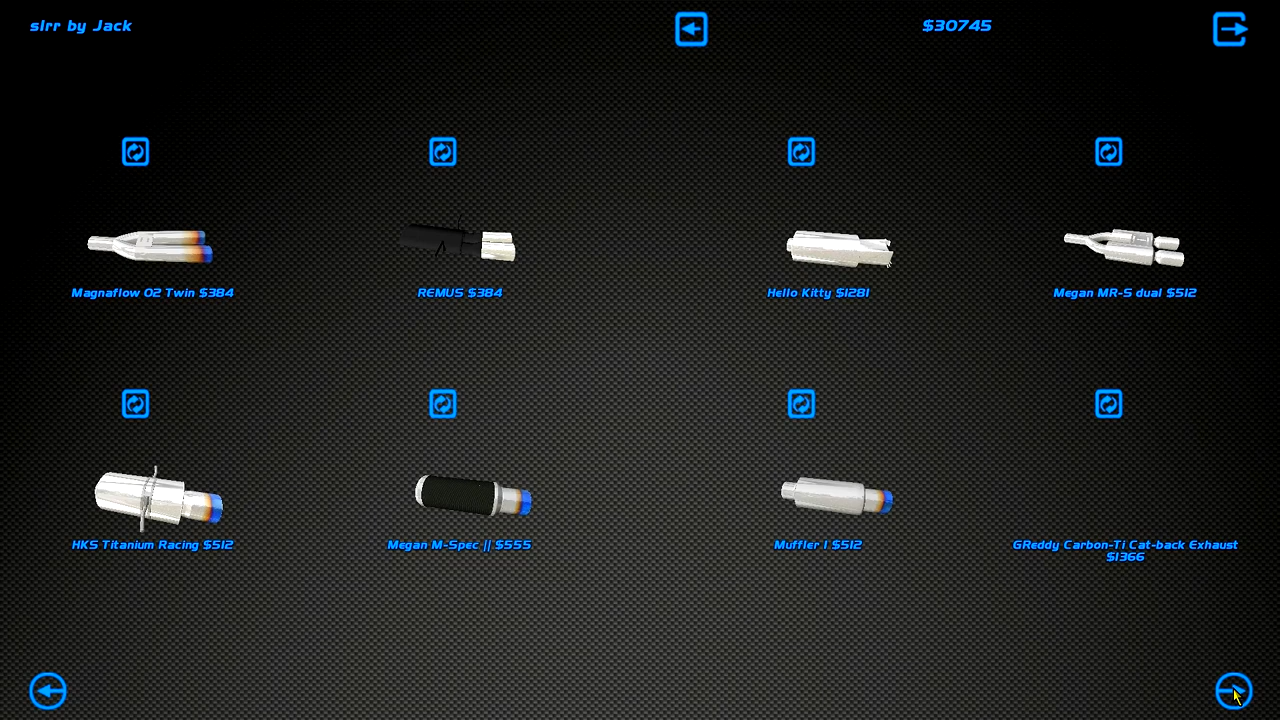 slrr by Jack
$30745
Magnaflow O2 Twin $384
REMUS $384
Hello Kitty $1281
Megan MR-S dual $512
HKS Titanium Racing $512
Megan M-Spec || $555
Muffler 1 $512
GReddy Carbon-Ti Cat-back Exhaust
$1366